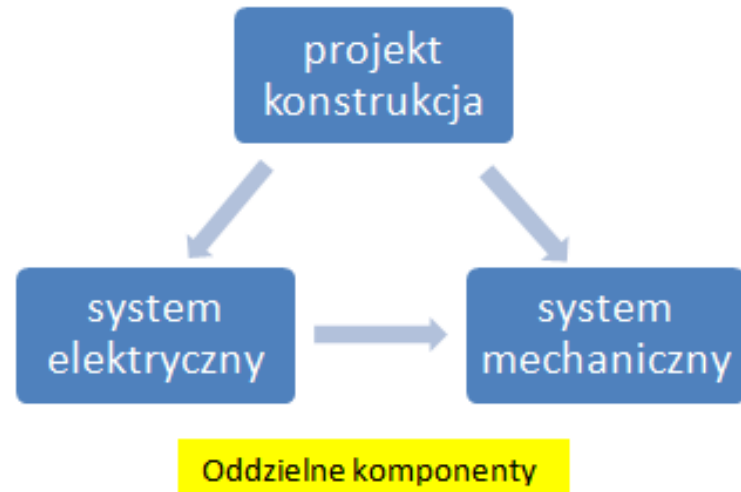 projekt
konstrukcja
system
elektryczny
system
mechaniczny
Oddzielne komponenty